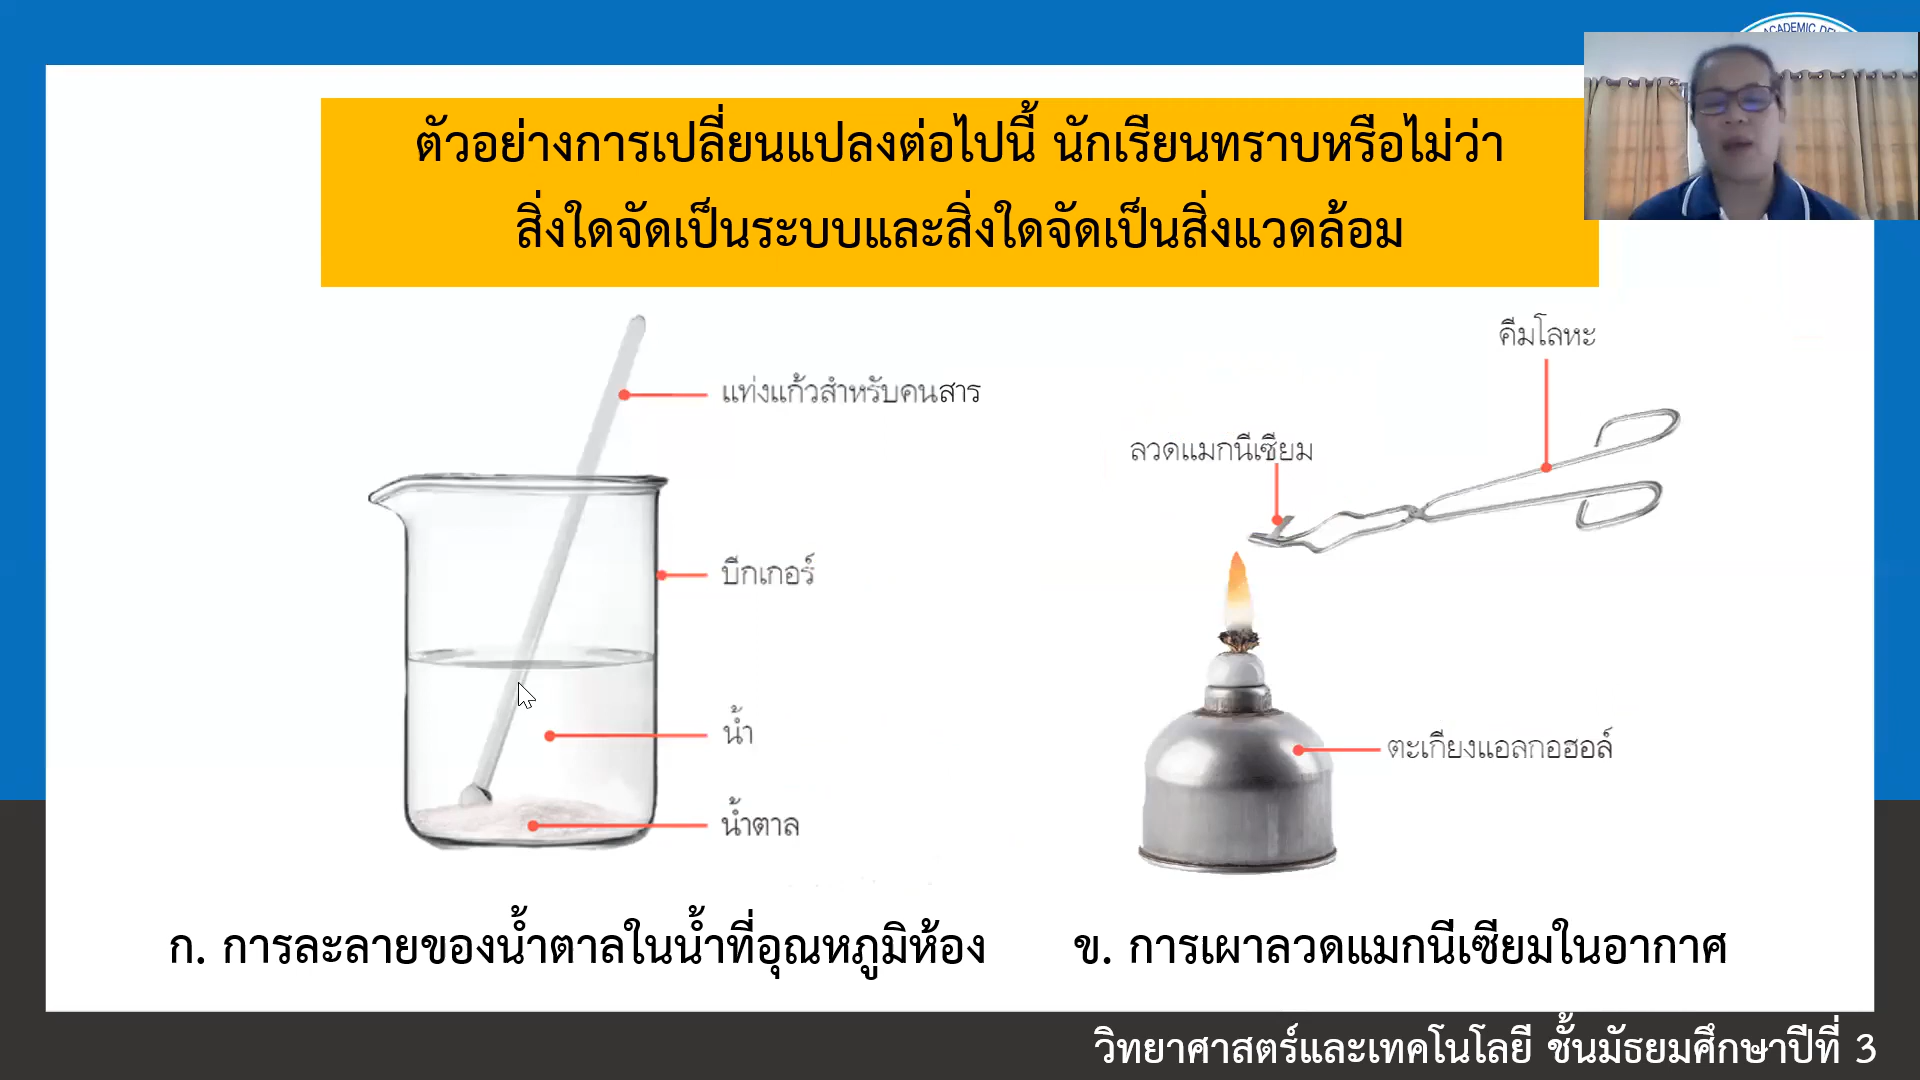 ACADEMIC
ตัวอย่างการเปลี่ยนแปลงต่อไปนี้ นักเรียนทราบหรือไม่ว่า
สิ่งใดจัดเป็นระบบและสิ่งใดจัดเป็นสิ่งแวดล้อม
แท่งแก้วสำหรับคนสาร
บีกเกอร์
น้ำ
น้ำตาล
คีมโลหะ
ลวดแมกนีเซียม
ตะเกียงแอลกอฮอล์
ก. การละลายของน้ำตาลในน้ำที่อุณหภูมิห้อง
ข. การเผาลวดแมกนีเซียมในอากาศ
วิทยาศาสตร์และเทคโนโลยี ชั้นมัธยมศึกษาปีที่ 3